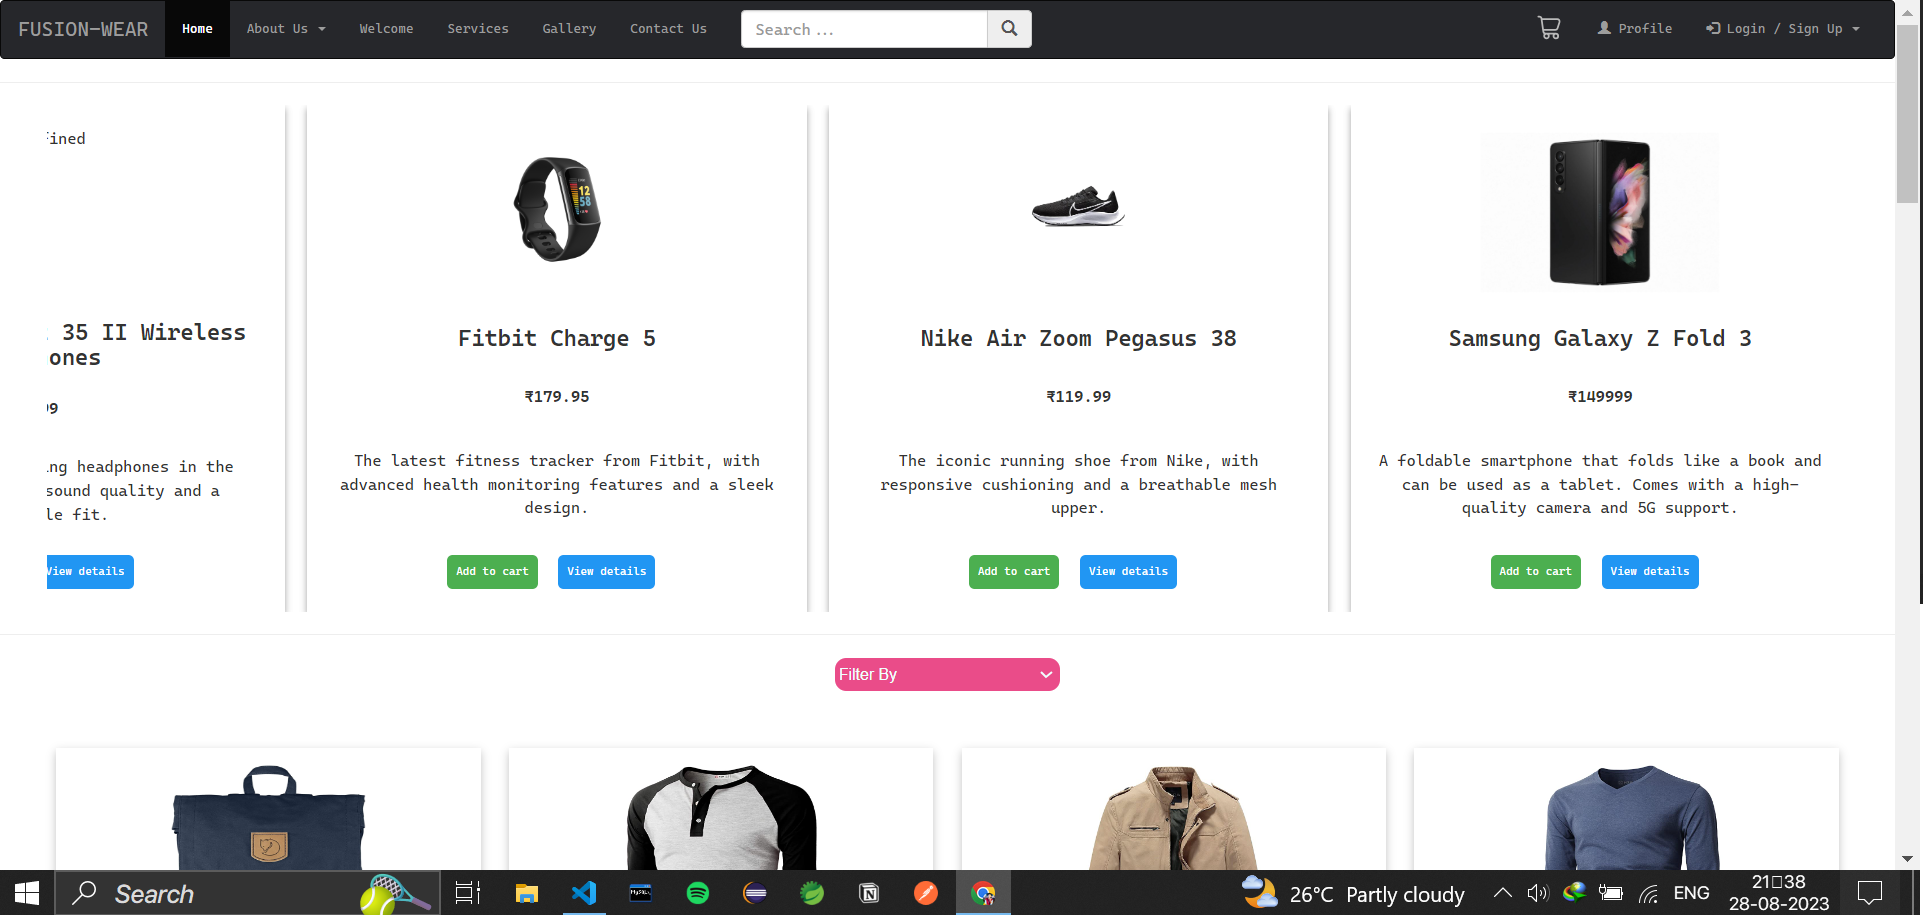 FUSION-WEAR Home About Us Welcome Services Gallery Contact Us Search ... Profile Login / Sign Up
fined
35 II Wireless
ones
99
ing headphones in the
sound quality and a
le fit.
View details
Fitbit Charge 5
₹179.95
The latest fitness tracker from Fitbit, with
advanced health monitoring features and a sleek
design.
Add to cart View details
Nike Air Zoom Pegasus 38
₹119.99
The iconic running shoe from Nike, with
responsive cushioning and a breathable mesh
upper.
Add to cart View details
Samsung Galaxy Z Fold 3
₹149999
A foldable smartphone that folds like a book and
can be used as a tablet. Comes with a high-
quality camera and 5G support.
Add to cart View details
Filter By
Search
26°C Partly cloudy
ENG
21▯38
28-08-2023
12
58